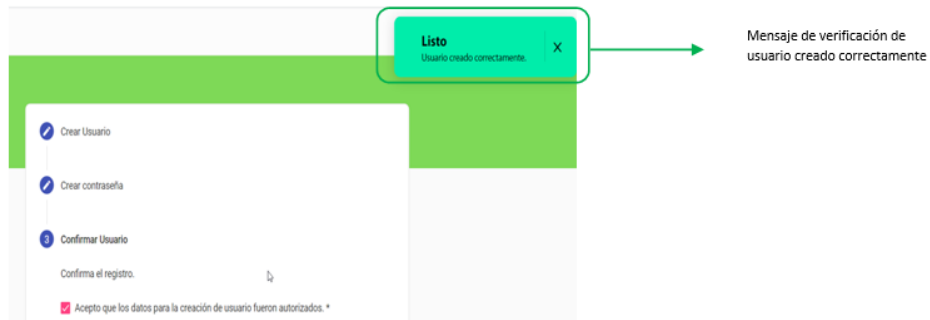 Listo
Usuario creado correctamente.
X
Mensaje de verificación de
usuario creado correctamente
Crear Usuario
Crear contraseña
3 Confirmar Usuario
Confirma el registro.
Acepto que los datos para la creación de usuario fueron autorizados. *